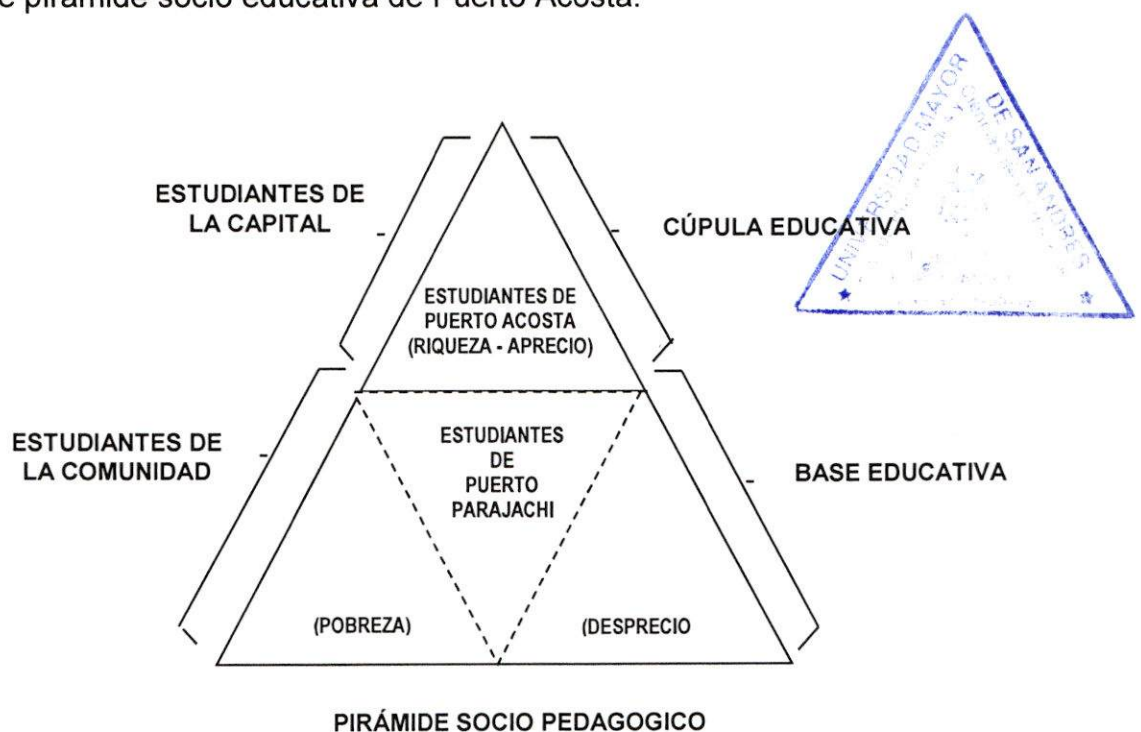 e pirámide socio educativa de Puerto Acosta.
UNIVERSIDAD MAYOR
DE SAN ANDRES
ESTUDIANTES DE
LA CAPITAL
CÚPULA EDUCATIVA
ESTUDIANTES DE
PUERTO ACOSTA
(RIQUEZA - APRECIO)
ESTUDIANTES DE
LA COMUNIDAD
ESTUDIANTES
DE
PUERTO
PARAJACHI
BASE EDUCATIVA
(POBREZA)
(DESPRECIO
PIRÁMIDE SOCIO PEDAGOGICO